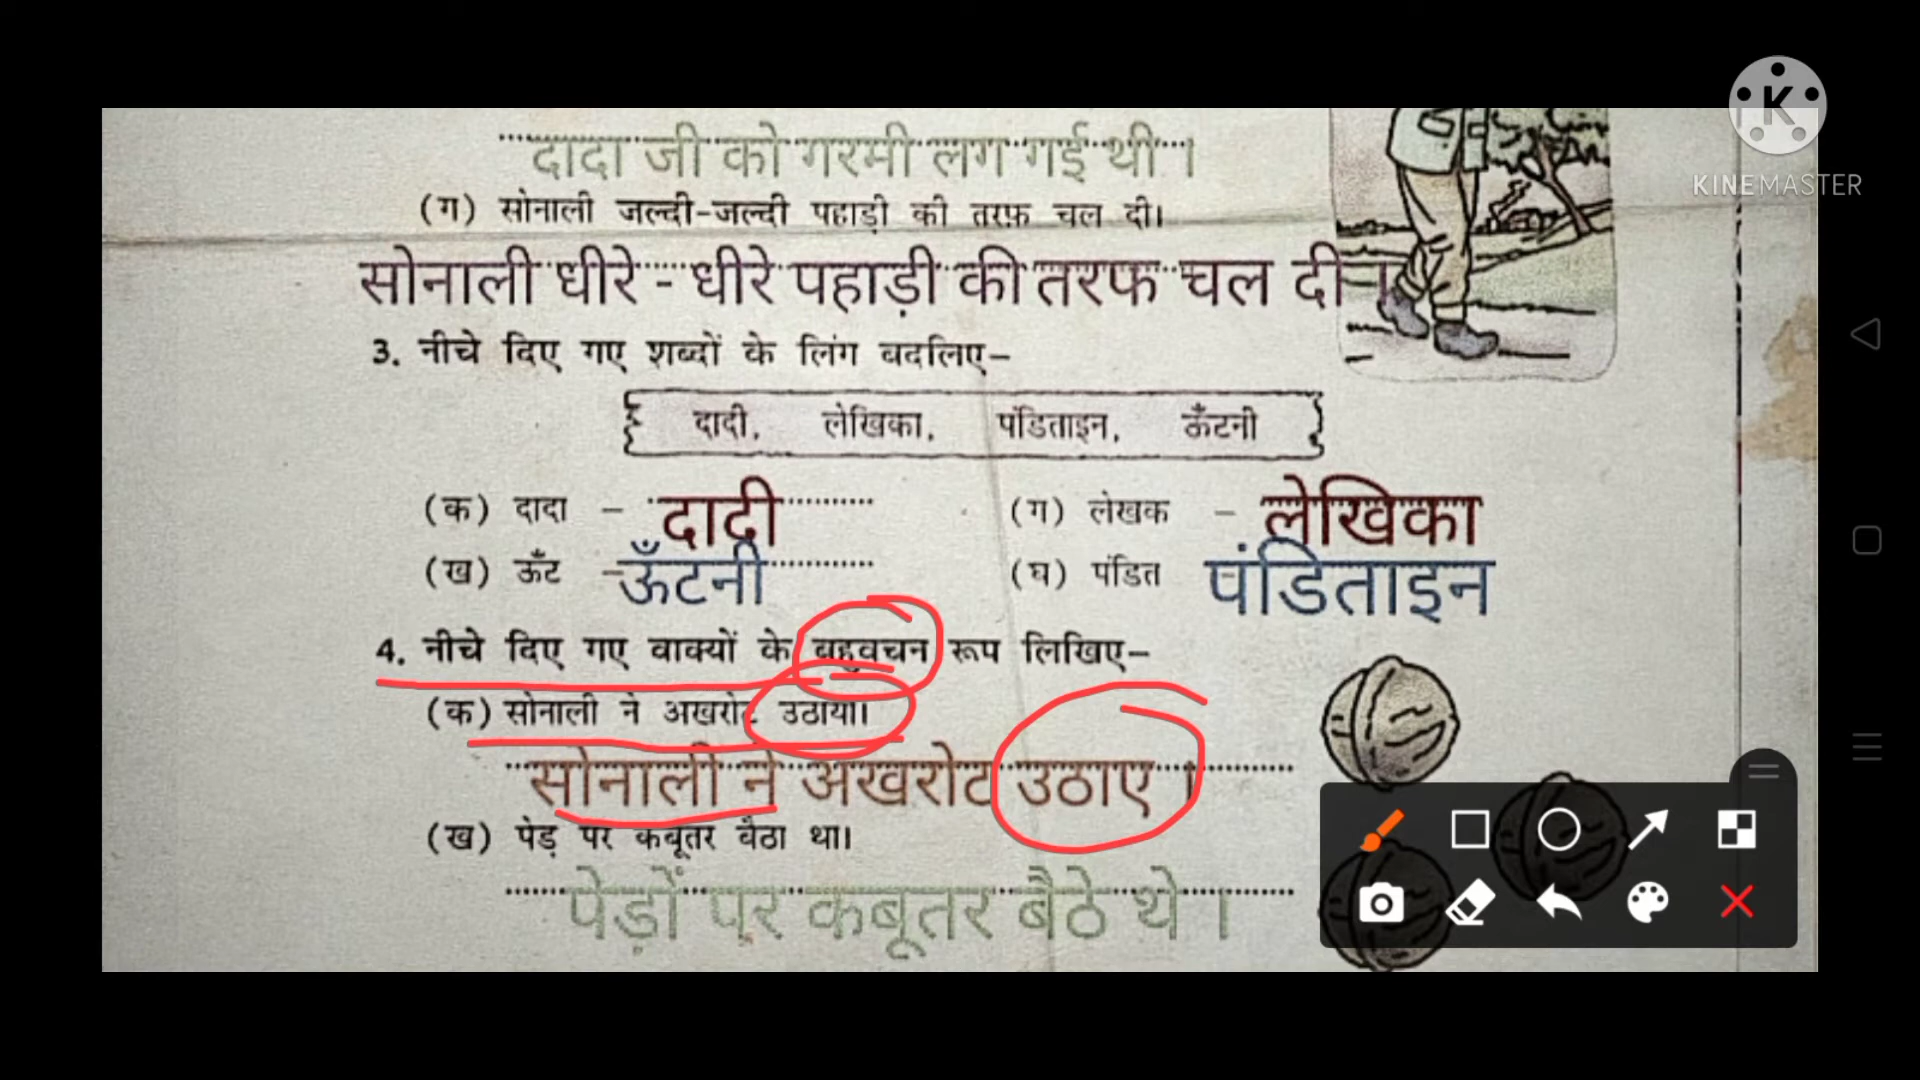 दादा जी को गरमी लग गई थी ।
(ग) सोनाली जल्दी-जल्दी पहाड़ी की तरफ़ चल दी।
सोनाली धीरे - धीरे पहाड़ी की तरफ चल दी ।
3. नीचे दिए गए शब्दों के लिंग बदलिए–
दादी, लेखिका, पंडिताइन, ऊँटनी
(क) दादा – दादी (ग) लेखक – लेखिका
(ख) ऊँट – ऊँटनी (घ) पंडित – पंडिताइन
4. नीचे दिए गए वाक्यों के बहुवचन रूप लिखिए–
(क) सोनाली ने अखरोट उठाया।
सोनाली ने अखरोट उठाए ।
(ख) पेड़ पर कबूतर बैठा था।
पेड़ों पर कबूतर बैठे थे ।
K
KINEMASTER